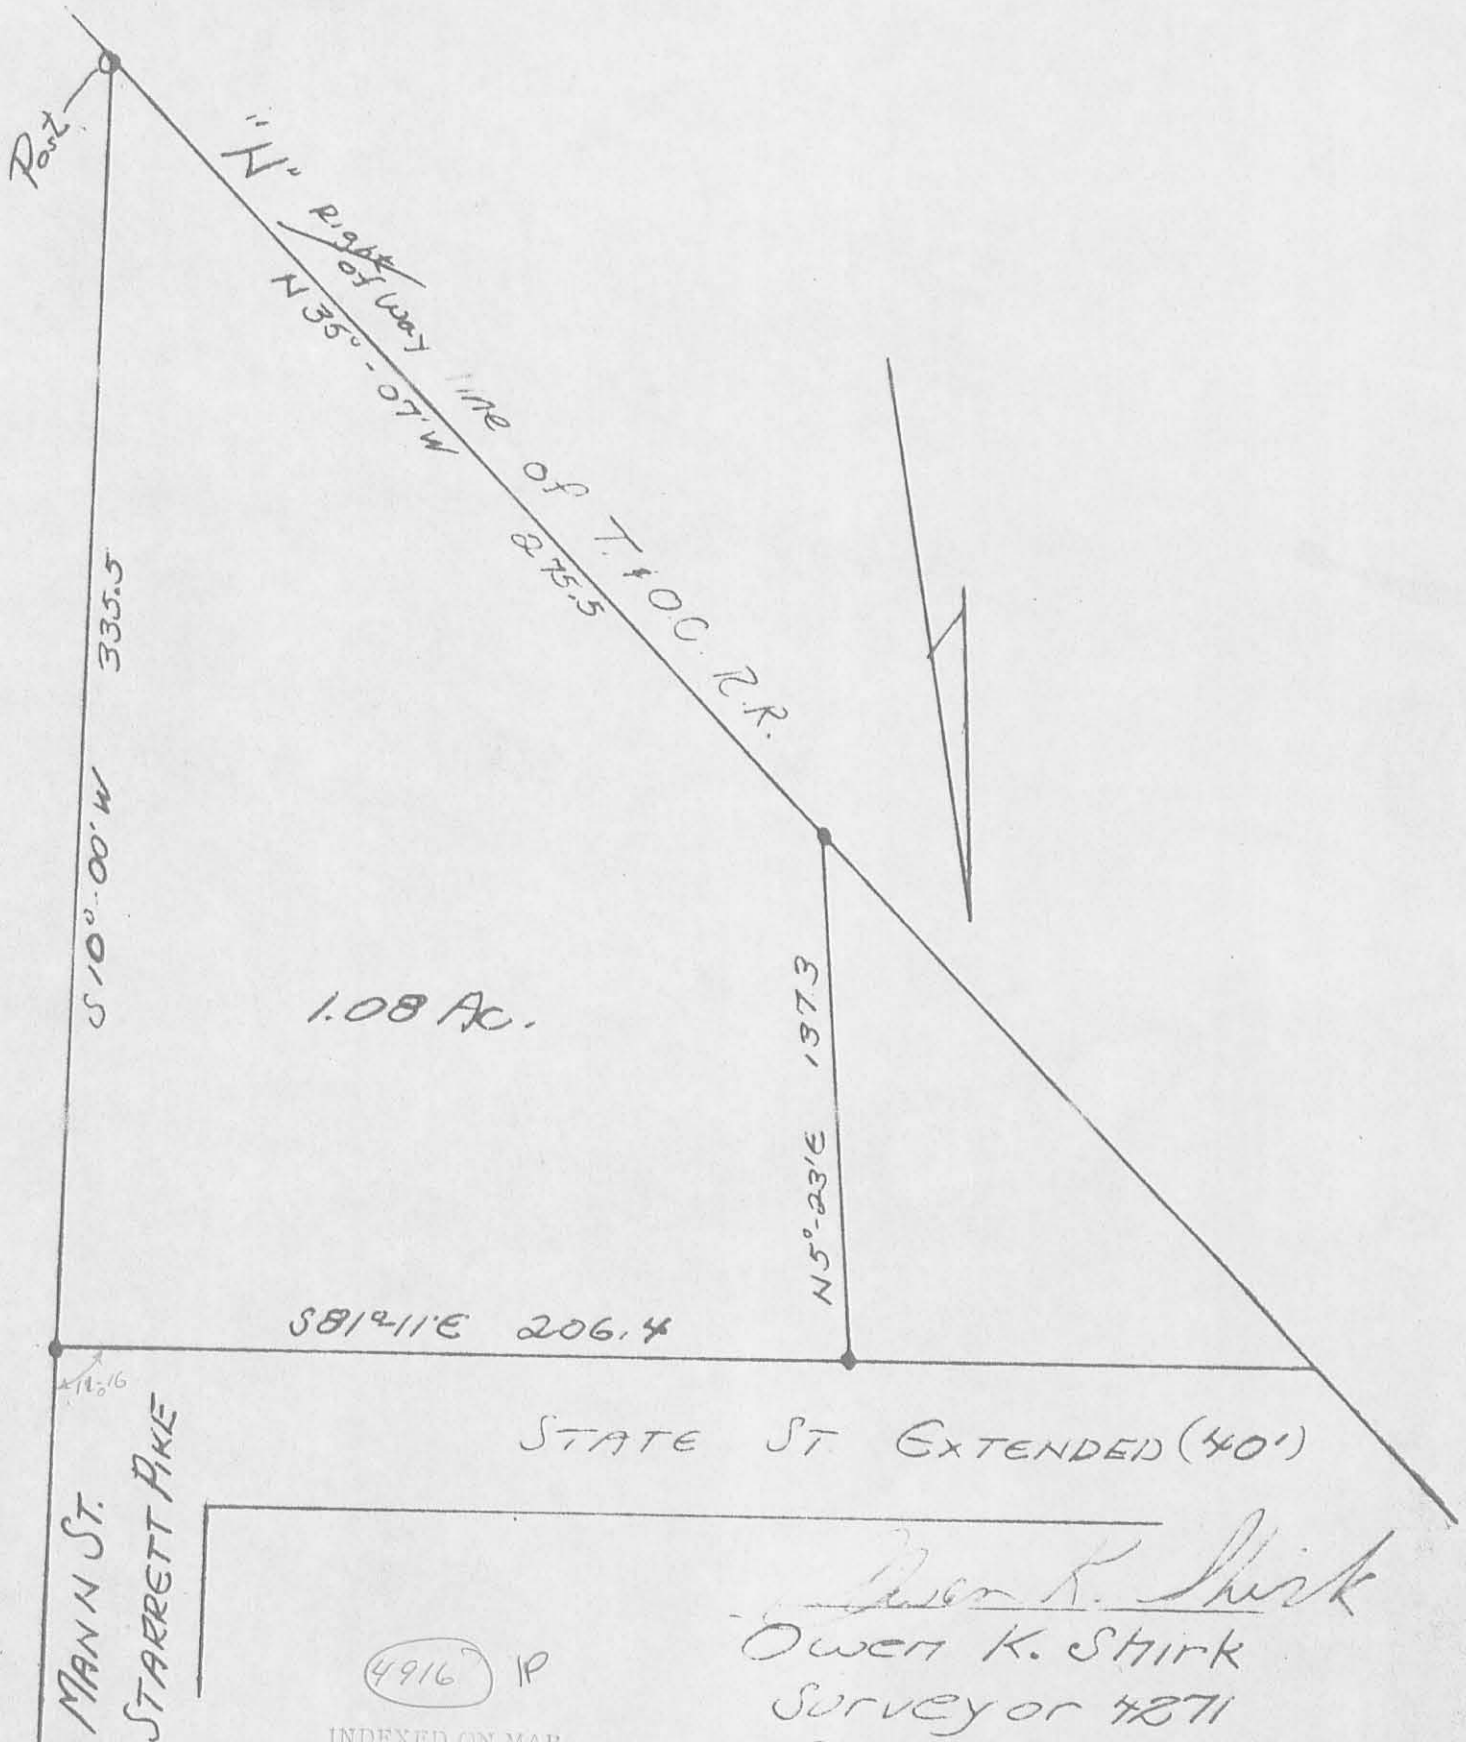 Post
"N" Right of Way line of T. & O.C. R.R.
N 35°-07' W 275.5
S 10°-00' W 335.5
1.08 Ac.
N 5°-23' E 137.3
S 81°-11' E 206.4
STATE ST EXTENDED (40')
MANN ST.
STARRETT PIKE
Owen K. Shirk
Owen K. Shirk
Surveyor 4271
4916 IP
INDEXED ON MAP